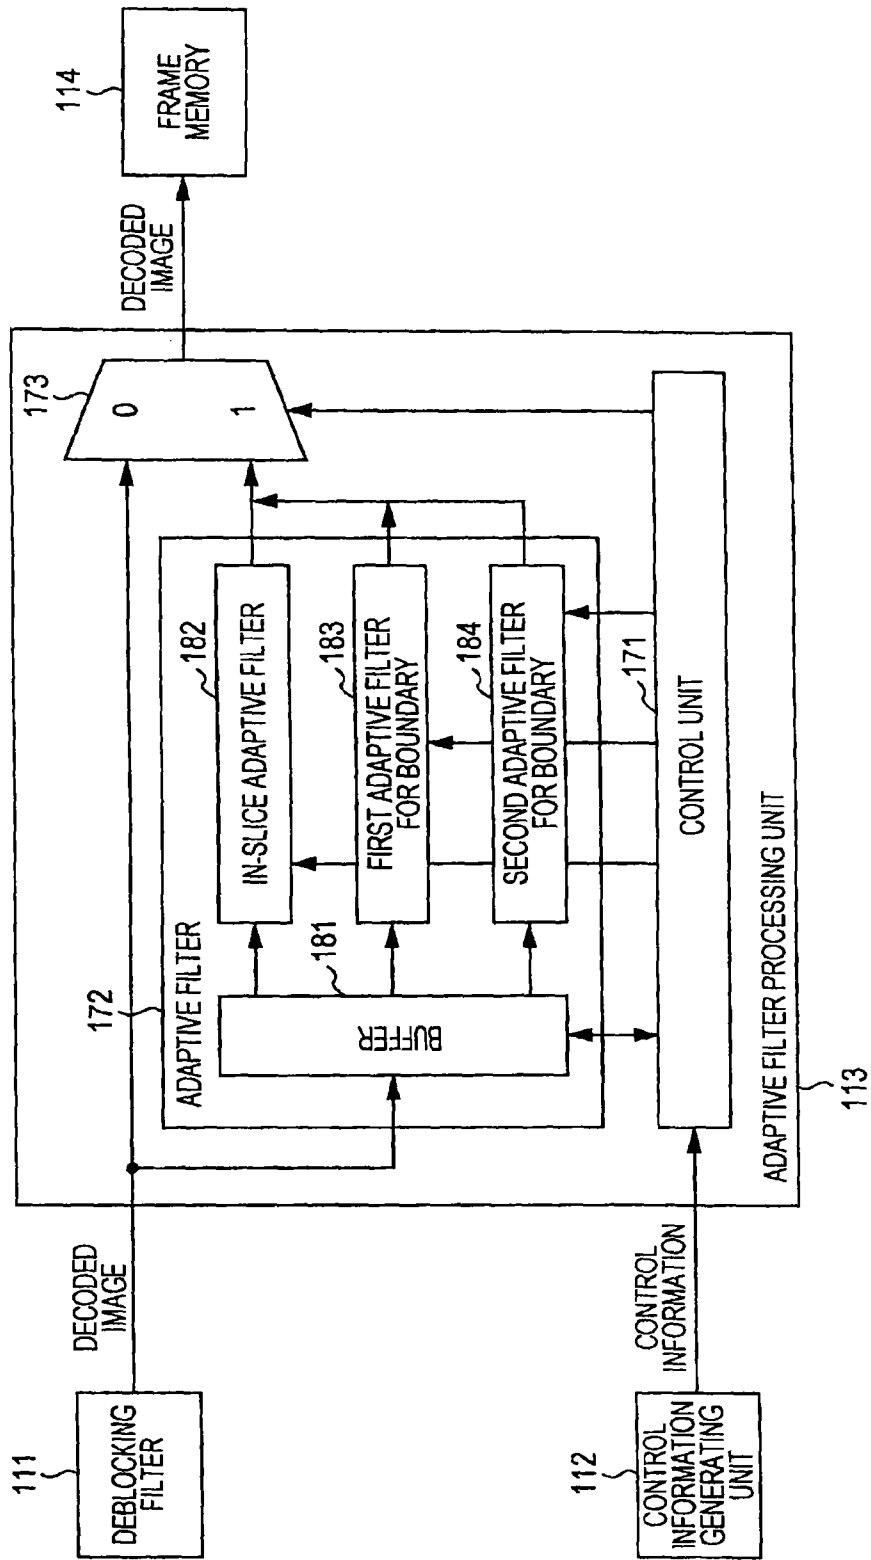 111
DEBLOCKING
FILTER
DECODED
IMAGE
172
ADAPTIVE FILTER
181
BUFFER
182
IN-SLICE ADAPTIVE FILTER
183
FIRST ADAPTIVE FILTER
FOR BOUNDARY
184
SECOND ADAPTIVE FILTER
FOR BOUNDARY
173
0
1
DECODED
IMAGE
114
FRAME
MEMORY
112
CONTROL
INFORMATION
GENERATING
UNIT
CONTROL
INFORMATION
171
CONTROL UNIT
ADAPTIVE FILTER PROCESSING UNIT
113